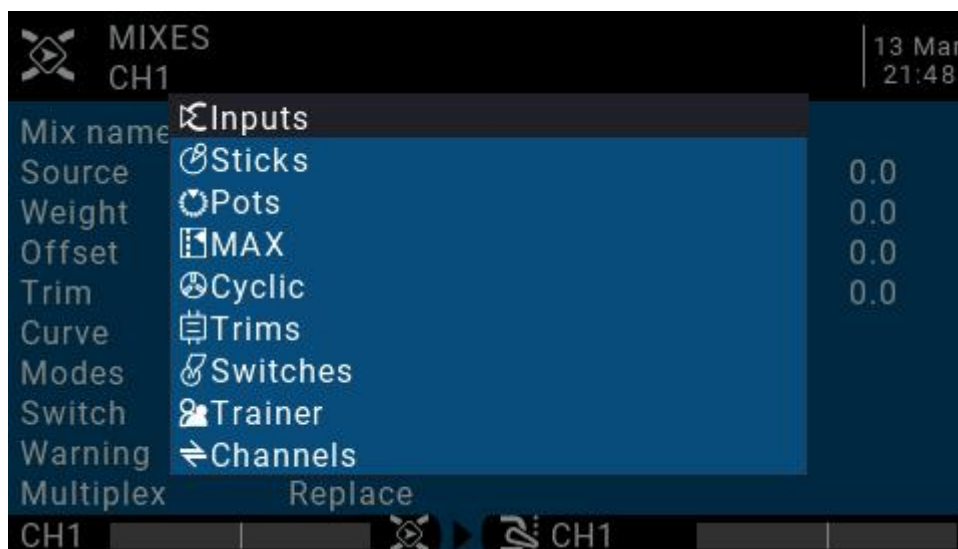 MIXES
CH1
13 Mar
21:48
Mix name
Source
Weight
Offset
Trim
Curve
Modes
Switch
Warning
Multiplex Replace
Inputs
Sticks
Pots
MAX
Cyclic
Trims
Switches
Trainer
Channels
0.0
0.0
0.0
0.0
CH1 CH1